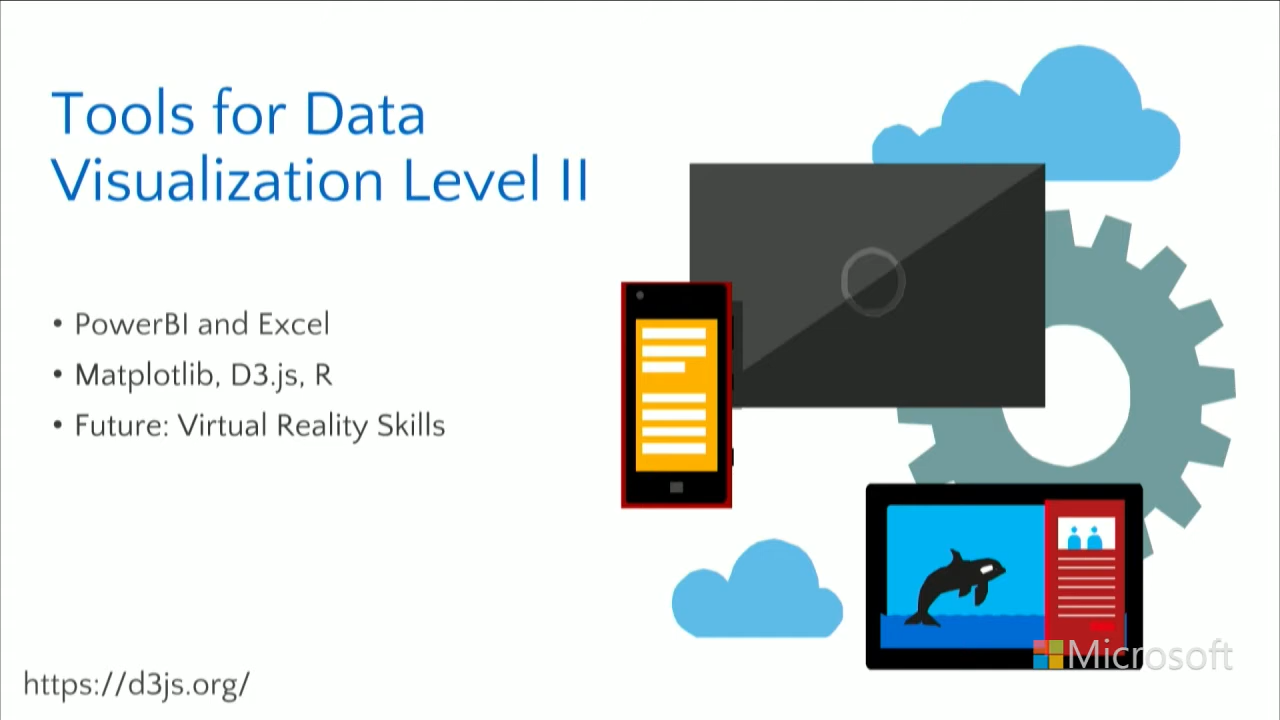 Tools for Data
Visualization Level II
• PowerBI and Excel
• Matplotlib, D3.js, R
• Future: Virtual Reality Skills
https://d3js.org/
Microsoft